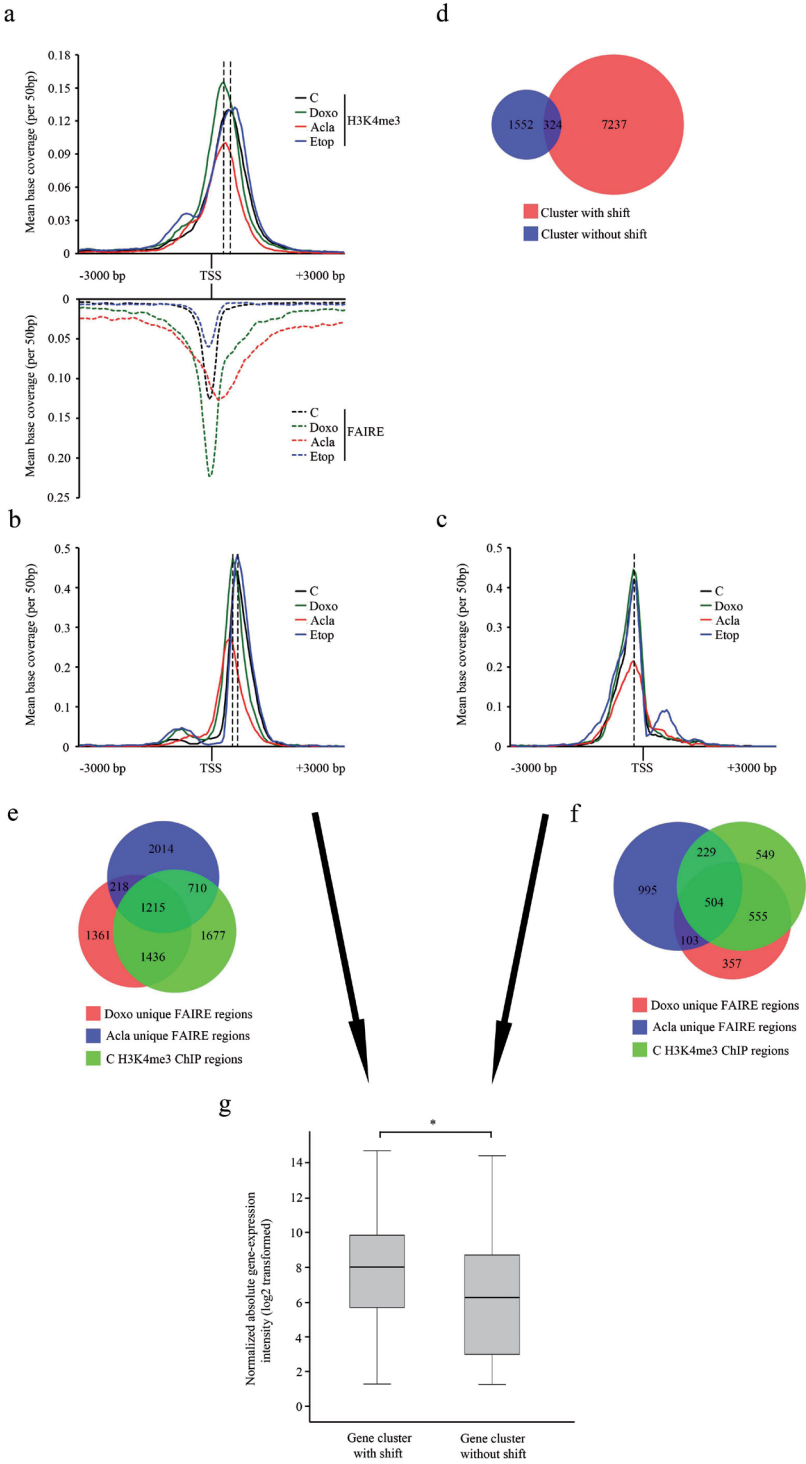 a
0.18
0.15
0.12
0.09
0.06
0.03
0
Mean base coverage (per 50bp)
C
Doxo
Acla
Etop
H3K4me3
-3000 bp
TSS
+3000 bp
0
0.05
0.10
0.15
0.20
0.25
Mean base coverage (per 50bp)
C
Doxo
Acla
Etop
FAIRE
d
1552
324
7237
Cluster with shift
Cluster without shift
b
0.5
0.4
0.3
0.2
0.1
0
Mean base coverage (per 50bp)
C
Doxo
Acla
Etop
-3000 bp
TSS
+3000 bp
c
0.5
0.4
0.3
0.2
0.1
0
Mean base coverage (per 50bp)
C
Doxo
Acla
Etop
-3000 bp
TSS
+3000 bp
e
2014
218
710
1215
1361
1677
1436
Doxo unique FAIRE regions
Acla unique FAIRE regions
C H3K4me3 ChIP regions
f
229
549
995
504
555
103
357
Doxo unique FAIRE regions
Acla unique FAIRE regions
C H3K4me3 ChIP regions
g
*
14
12
10
8
6
4
2
0
Normalized absolute gene-expression
intensity (log2 transformed)
Gene cluster
with shift
Gene cluster
without shift